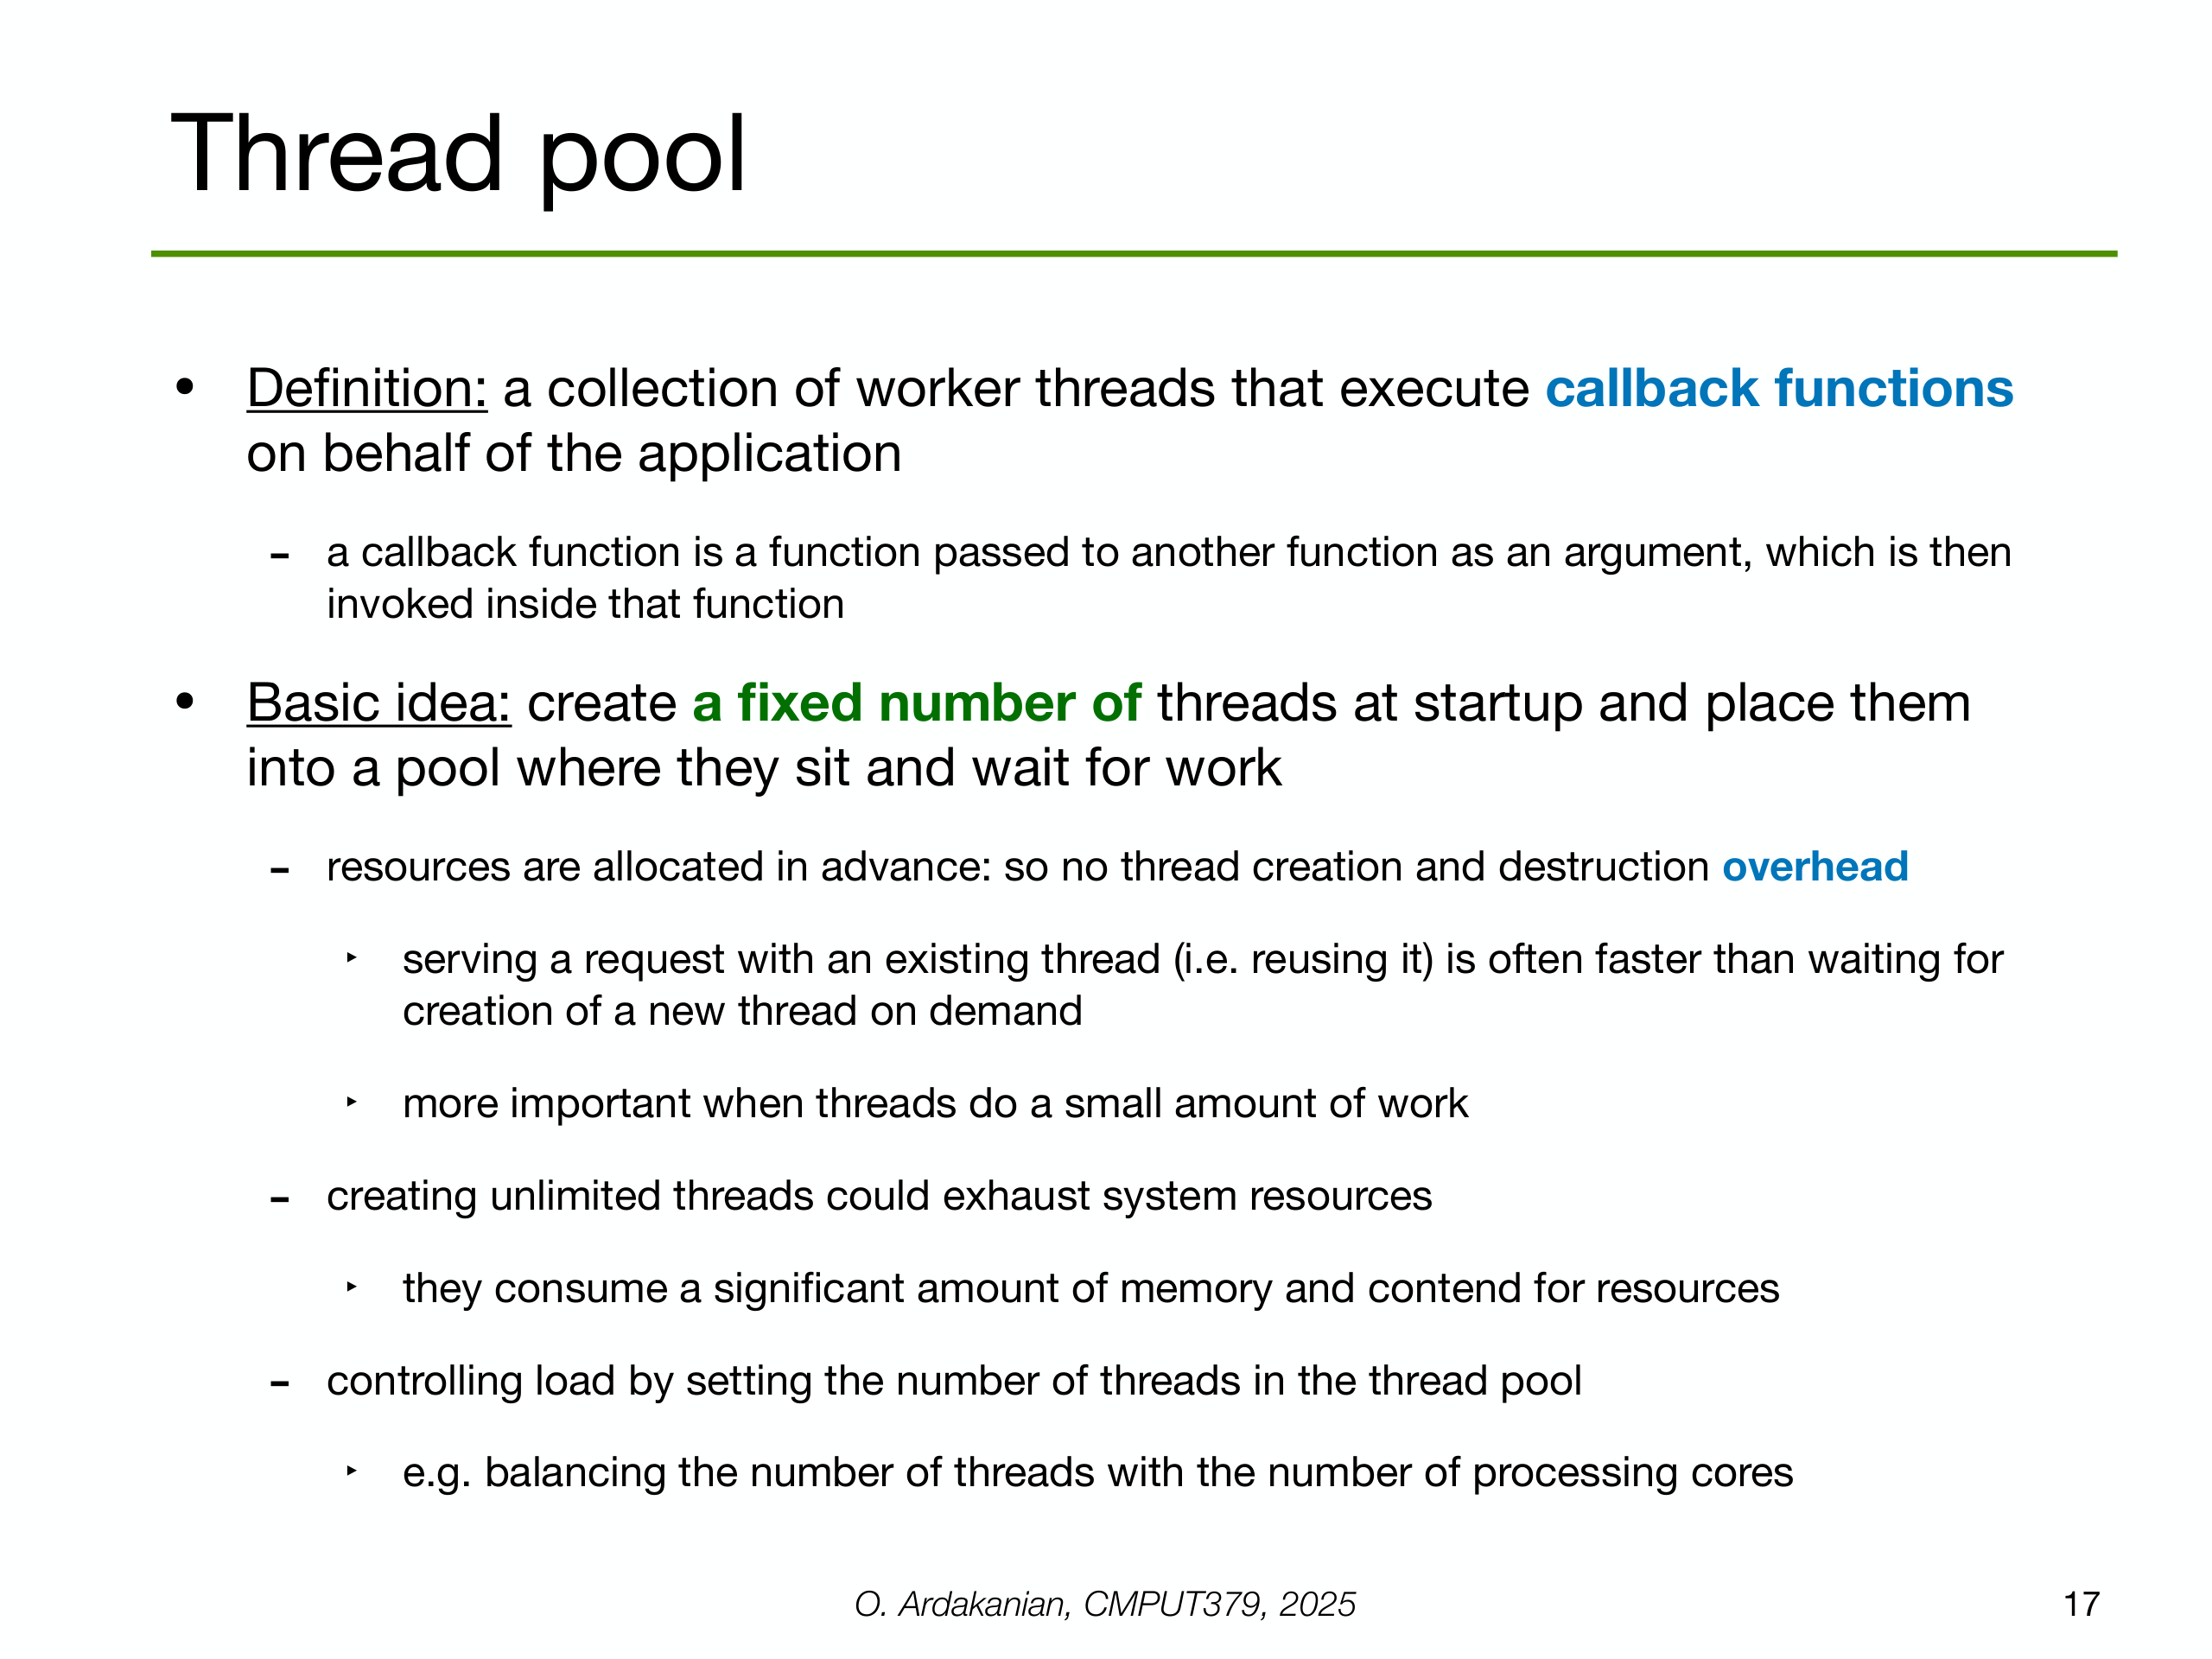 Thread pool
• Definition: a collection of worker threads that execute callback functions
on behalf of the application
- a callback function is a function passed to another function as an argument, which is then
invoked inside that function
• Basic idea: create a fixed number of threads at startup and place them
into a pool where they sit and wait for work
- resources are allocated in advance: so no thread creation and destruction overhead
‣ serving a request with an existing thread (i.e. reusing it) is often faster than waiting for
creation of a new thread on demand
‣ more important when threads do a small amount of work
- creating unlimited threads could exhaust system resources
‣ they consume a significant amount of memory and contend for resources
- controlling load by setting the number of threads in the thread pool
‣ e.g. balancing the number of threads with the number of processing cores
O. Ardakanian, CMPUT379, 2025
17